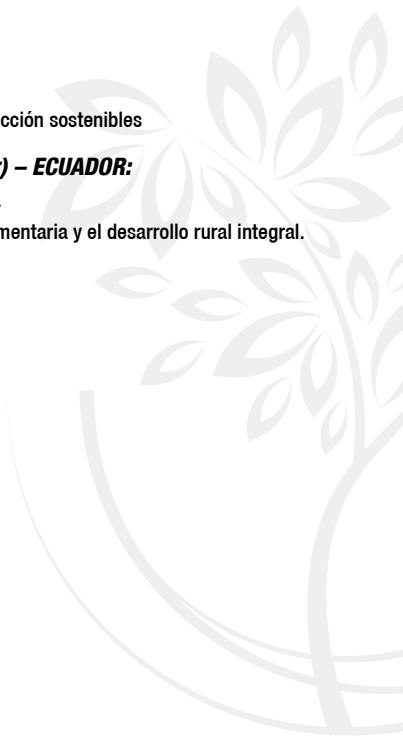 cción sostenibles
) – ECUADOR:
.
mentaria y el desarrollo rural integral.